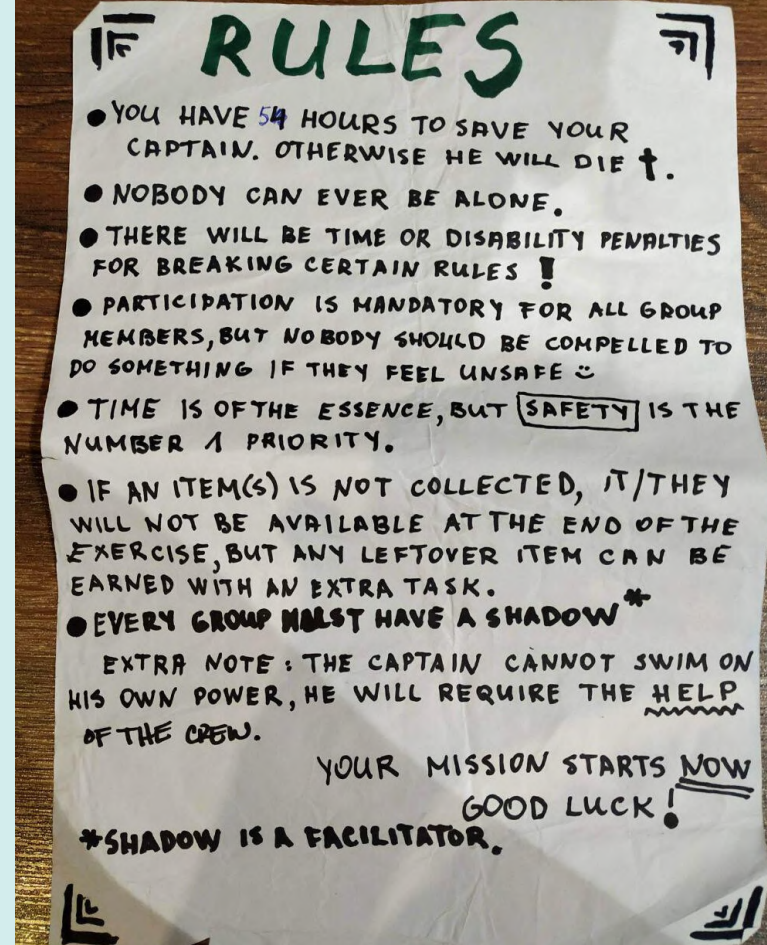 RULES
● YOU HAVE HOURS TO SAVE YOUR
CAPTAIN. OTHERWISE HE WILL DIE ✝.
● NOBODY CAN EVER BE ALONE.
● THERE WILL BE TIME OR DISABILITY PENALTIES
FOR BREAKING CERTAIN RULES !
● PARTICIPATION IS MANDATORY FOR ALL GROUP
MEMBERS, BUT NOBODY SHOULD BE COMPELLED TO
DO SOMETHING IF THEY FEEL UNSAFE ☺
● TIME IS OF THE ESSENCE, BUT SAFETY IS THE
NUMBER 1 PRIORITY.
● IF AN ITEM(S) IS NOT COLLECTED, IT/THEY
WILL NOT BE AVAILABLE AT THE END OF THE
EXERCISE, BUT ANY LEFTOVER ITEM CAN BE
EARNED WITH AN EXTRA TASK.
● EVERY GROUP MUST HAVE A SHADOW*
EXTRA NOTE : THE CAPTAIN CANNOT SWIM ON
HIS OWN POWER, HE WILL REQUIRE THE HELP
OF THE CREW.
YOUR MISSION STARTS NOW
GOOD LUCK!
*SHADOW IS A FACILITATOR.